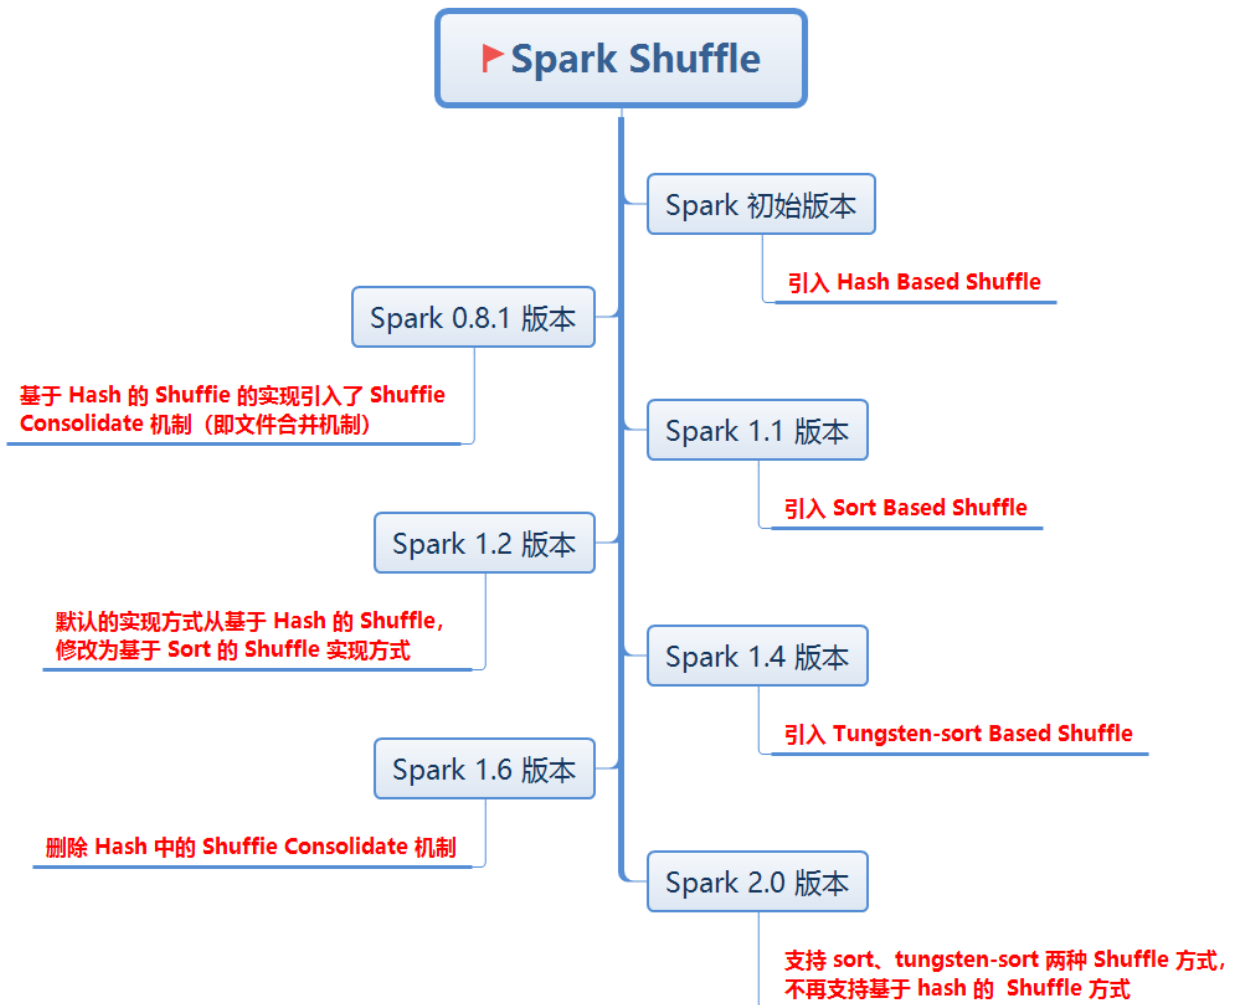 Spark Shuffle
Spark 初始版本
引入 Hash Based Shuffle
Spark 0.8.1 版本
基于 Hash 的 Shuffie 的实现引入了 Shuffie
Consolidate 机制（即文件合并机制）
Spark 1.1 版本
引入 Sort Based Shuffle
Spark 1.2 版本
默认的实现方式从基于 Hash 的 Shuffle，
修改为基于 Sort 的 Shuffle 实现方式
Spark 1.4 版本
引入 Tungsten-sort Based Shuffle
Spark 1.6 版本
删除 Hash 中的 Shuffie Consolidate 机制
Spark 2.0 版本
支持 sort、tungsten-sort 两种 Shuffle 方式，
不再支持基于 hash 的 Shuffle 方式